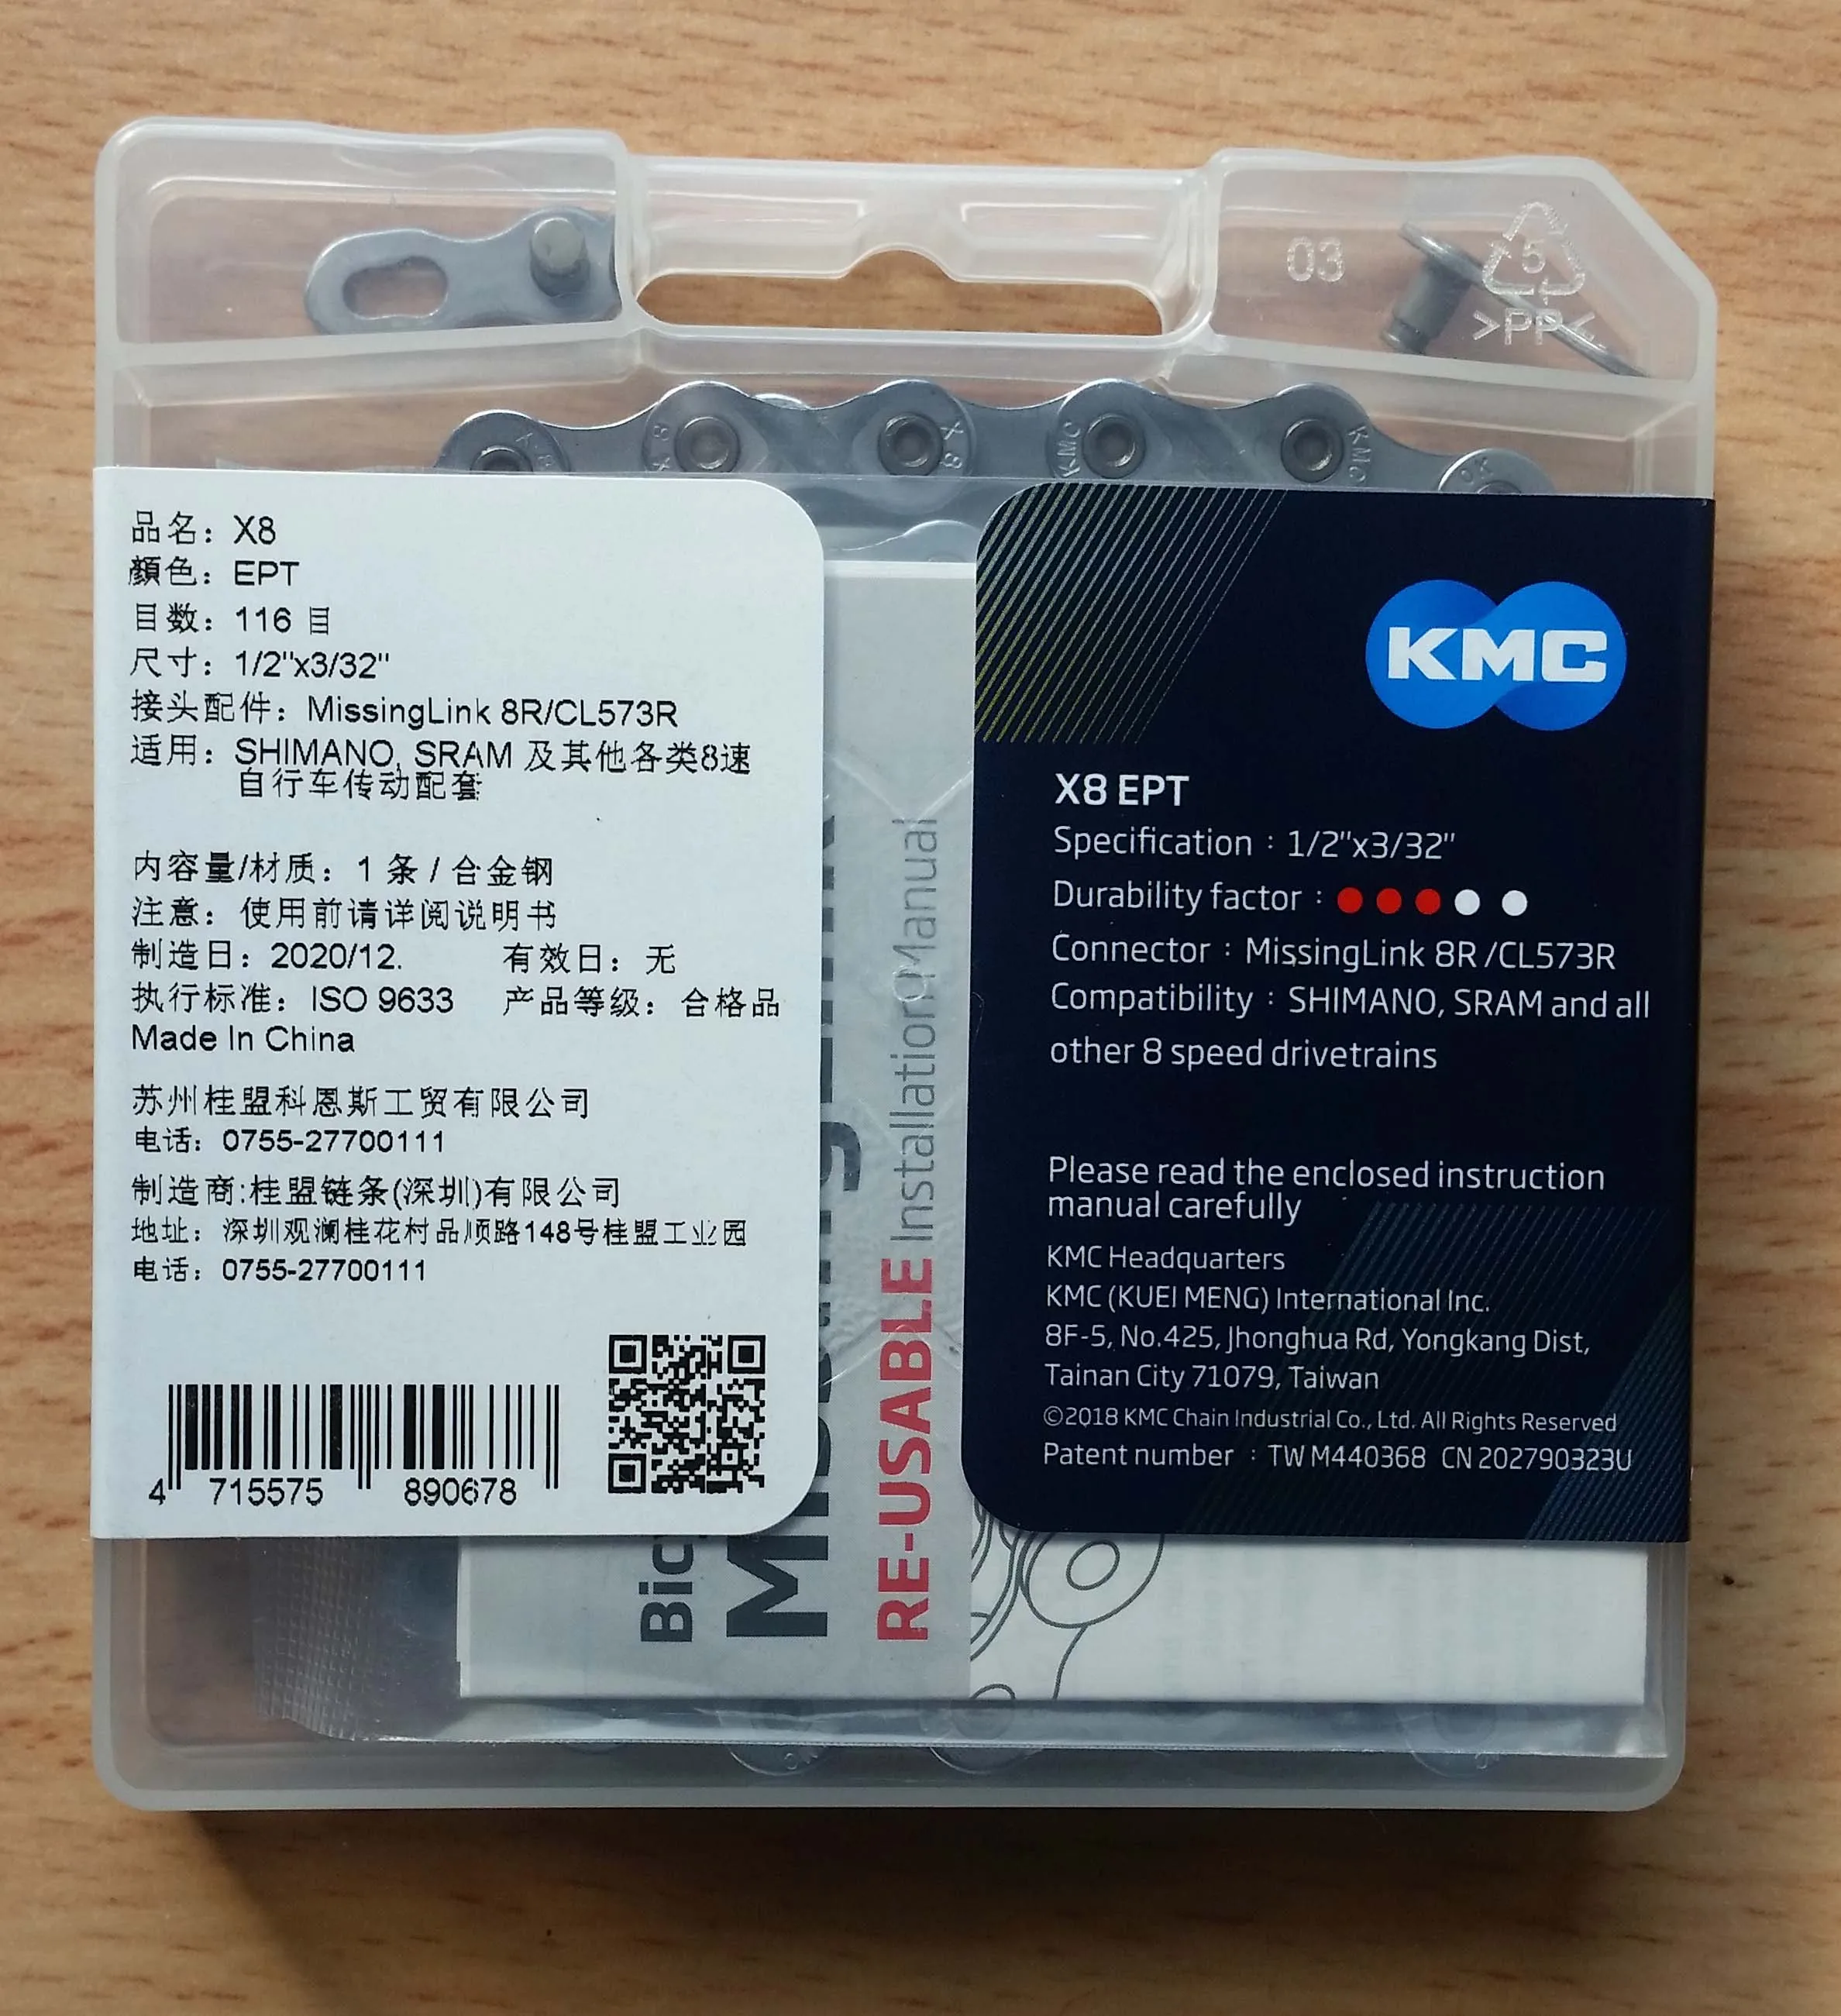 03
5
>PP<
X8
X8
X8
KMC
KMC
品名：X8
顏色：EPT
目数：116 目
尺寸：1/2"x3/32"
接头配件：MissingLink 8R/CL573R
适用：SHIMANO, SRAM 及其他各类8速
自行车传动配套
内容量/材质：1 条 / 合金钢
注意：使用前请详阅说明书
制造日：2020/12. 有效日：无
执行标准：ISO 9633 产品等级：合格品
Made In China
苏州桂盟科恩斯工贸有限公司
电话：0755-27700111
制造商:桂盟链条(深圳)有限公司
地址：深圳观澜桂花村品顺路148号桂盟工业园
电话：0755-27700111
4 715575 890678
RE-USABLE Installation Manual
KMC
X8 EPT
Specification：1/2"x3/32"
Durability factor：
Connector：MissingLink 8R /CL573R
Compatibility：SHIMANO, SRAM and all
other 8 speed drivetrains
Please read the enclosed instruction
manual carefully
KMC Headquarters
KMC (KUEI MENG) International Inc.
8F-5, No.425, Jhonghua Rd, Yongkang Dist,
Tainan City 71079, Taiwan
©2018 KMC Chain Industrial Co., Ltd. All Rights Reserved
Patent number：TW M440368 CN 202790323U